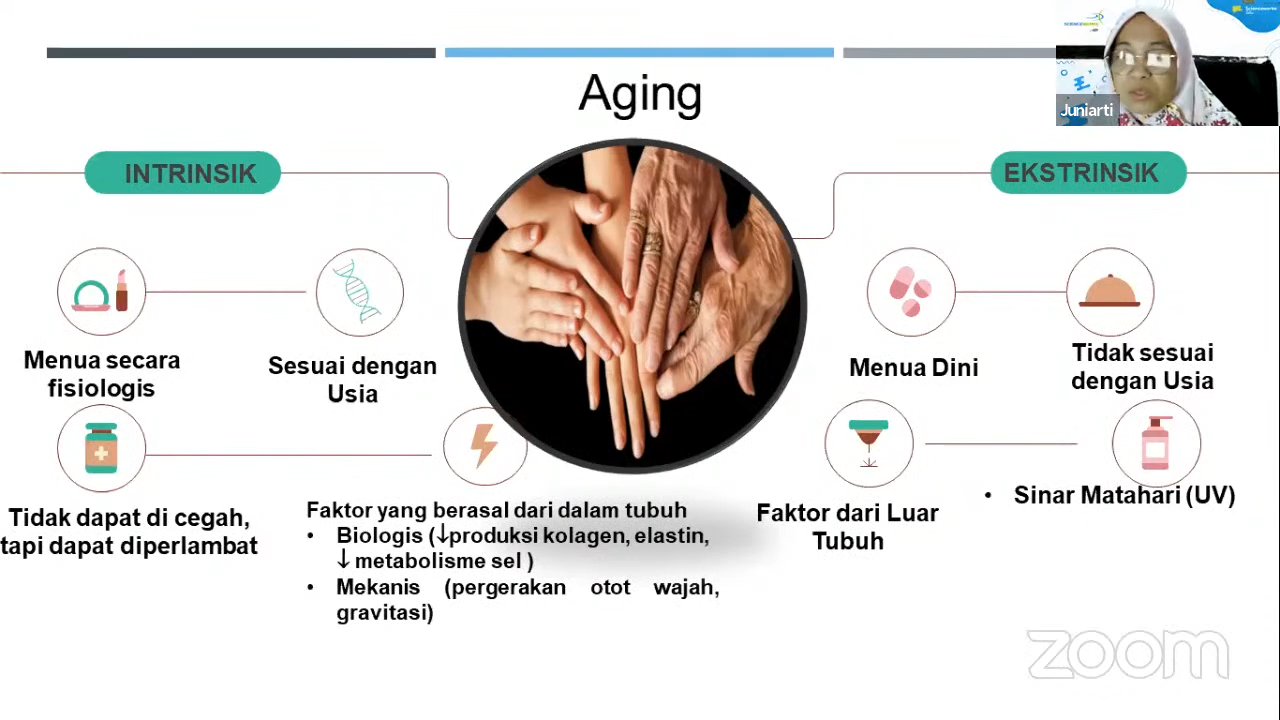 Aging
Juniarti
INTRINSIK
EKSTRINSIK
Menua secara
fisiologis
Sesuai dengan
Usia
Menua Dini
Tidak sesuai
dengan Usia
Tidak dapat di cegah,
tapi dapat diperlambat
Faktor yang berasal dari dalam tubuh
• Biologis (↓produksi kolagen, elastin,
↓ metabolisme sel )
• Mekanis (pergerakan otot wajah,
gravitasi)
Faktor dari Luar
Tubuh
• Sinar Matahari (UV)
zoom